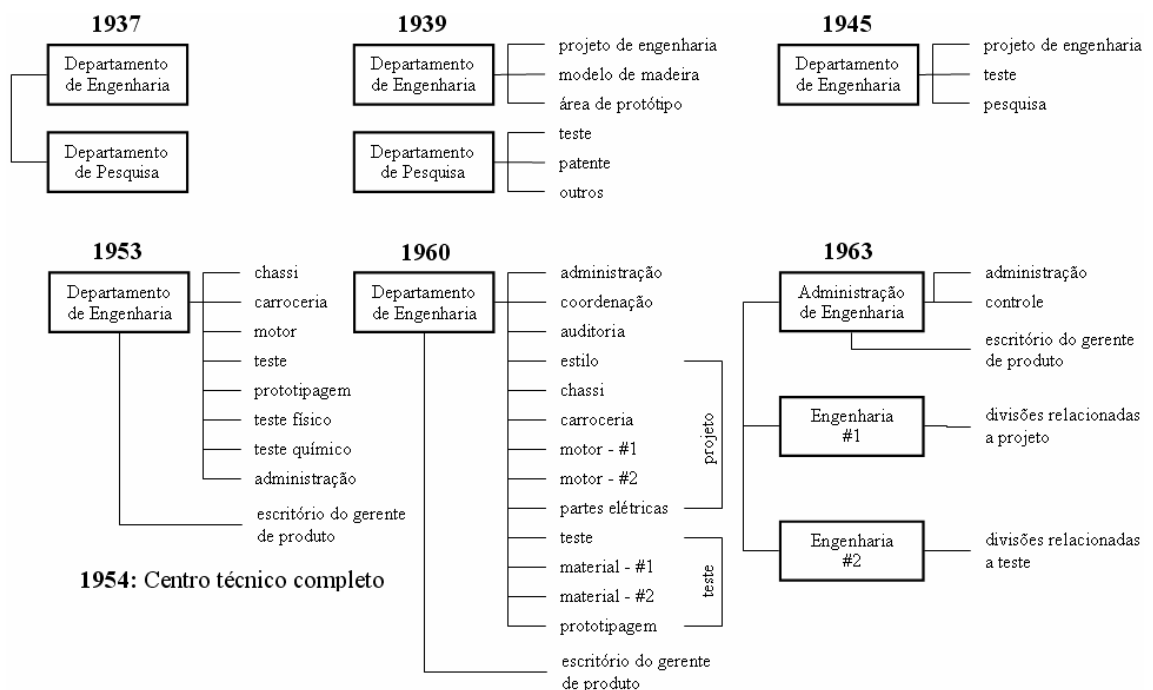 1937
Departamento
de Engenharia
Departamento
de Pesquisa
1939
Departamento
de Engenharia
projeto de engenharia
modelo de madeira
área de protótipo
Departamento
de Pesquisa
teste
patente
outros
1945
Departamento
de Engenharia
projeto de engenharia
teste
pesquisa
1953
Departamento
de Engenharia
chassi
carroceria
motor
teste
prototipagem
teste físico
teste químico
administração
escritório do gerente
de produto
1954: Centro técnico completo
1960
Departamento
de Engenharia
administração
coordenação
auditoria
estilo
chassi
carroceria
motor - #1
motor - #2
partes elétricas
projeto
teste
material - #1
material - #2
prototipagem
teste
escritório do gerente
de produto
1963
Administração
de Engenharia
administração
controle
escritório do gerente
de produto
Engenharia
#1
divisões relacionadas
a projeto
Engenharia
#2
divisões relacionadas
a teste